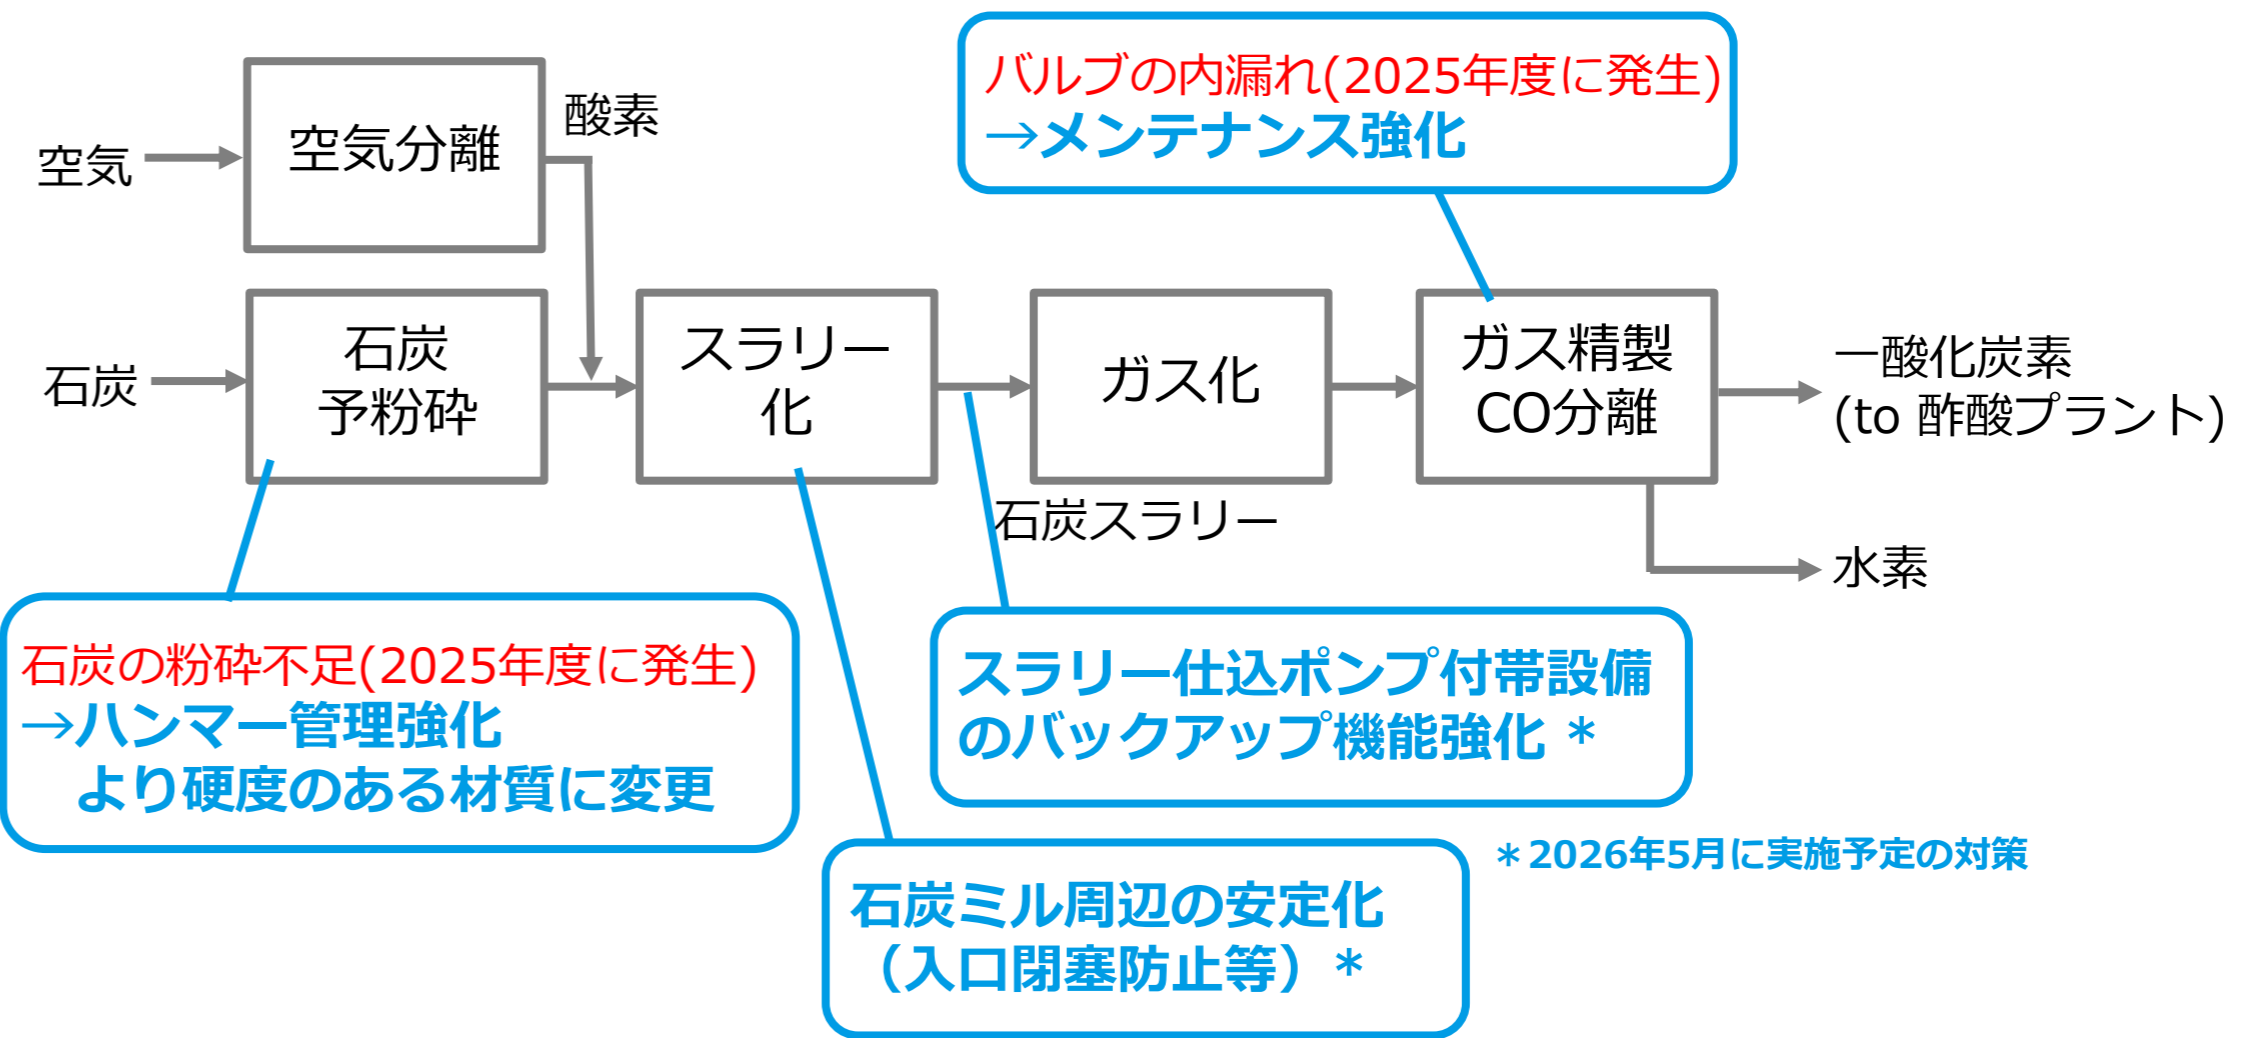 バルブの内漏れ(2025年度に発生)
→メンテナンス強化
空気
空気分離
酸素
石炭
石炭
予粉砕
スラリー
化
ガス化
ガス精製
CO分離
一酸化炭素
(to 酢酸プラント)
石炭スラリー
水素
石炭の粉砕不足(2025年度に発生)
→ハンマー管理強化
より硬度のある材質に変更
スラリー仕込ポンプ付帯設備
のバックアップ機能強化 *
石炭ミル周辺の安定化
（入口閉塞防止等）*
*2026年5月に実施予定の対策